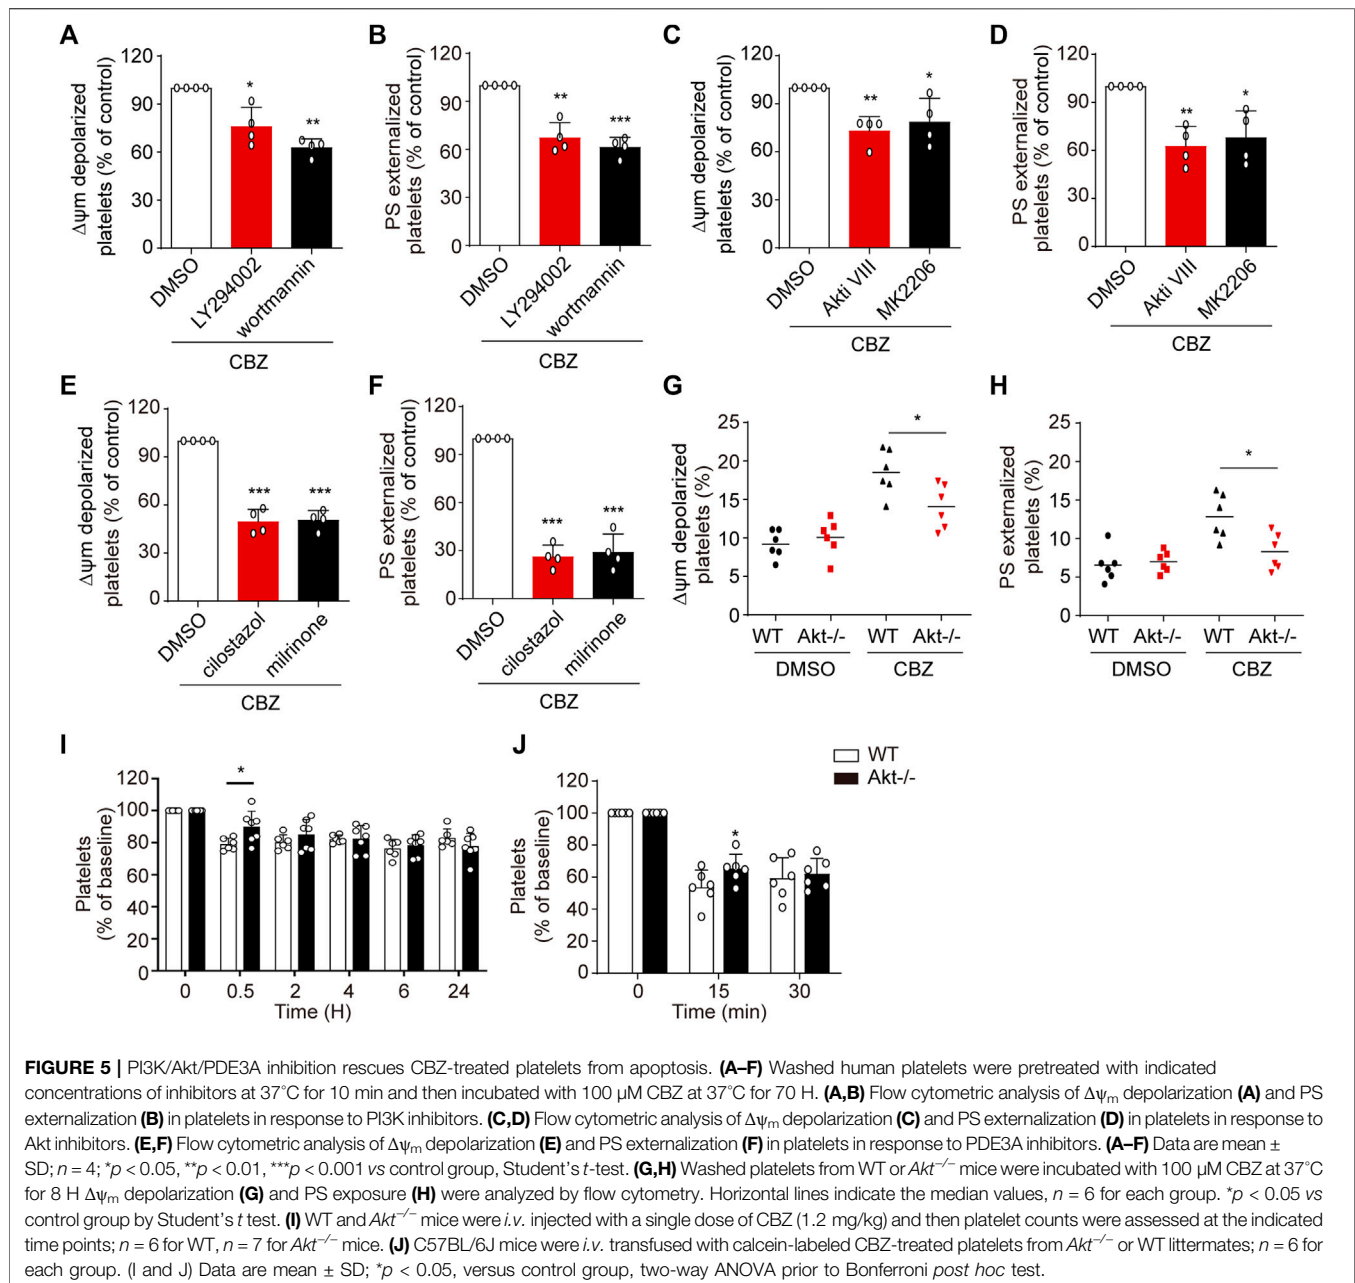 A
Δψm depolarized
platelets (% of control)
120
90
60
30
0
*
**
DMSO
LY294002
wortmannin
CBZ
B
PS externalized
platelets (% of control)
120
90
60
30
0
**
***
DMSO
LY294002
wortmannin
CBZ
C
Δψm depolarized
platelets (% of control)
120
90
60
30
0
**
*
DMSO
Akti VIII
MK2206
CBZ
D
PS externalized
platelets (% of control)
120
90
60
30
0
**
*
DMSO
Akti VIII
MK2206
CBZ
E
Δψm depolarized
platelets (% of control)
120
90
60
30
0
***
***
DMSO
cilostazol
milrinone
CBZ
F
PS externalized
platelets (% of control)
120
90
60
30
0
***
***
DMSO
cilostazol
milrinone
CBZ
G
Δψm depolarized
platelets (%)
25
20
15
10
5
0
*
WT Akt-/- WT Akt-/-
DMSO CBZ
H
PS externalized
platelets (%)
25
20
15
10
5
0
*
WT Akt-/- WT Akt-/-
DMSO CBZ
I
Platelets
(% of baseline)
120
100
80
60
40
20
0
*
0 0.5 2 4 6 24
Time (H)
J
Platelets
(% of baseline)
120
100
80
60
40
20
0
*
0 15 30
Time (min)
WT
Akt-/-
FIGURE 5 | PI3K/Akt/PDE3A inhibition rescues CBZ-treated platelets from apoptosis. (A–F) Washed human platelets were pretreated with indicated
concentrations of inhibitors at 37°C for 10 min and then incubated with 100 µM CBZ at 37°C for 70 H. (A,B) Flow cytometric analysis of Δψm depolarization (A) and PS
externalization (B) in platelets in response to PI3K inhibitors. (C,D) Flow cytometric analysis of Δψm depolarization (C) and PS externalization (D) in platelets in response to
Akt inhibitors. (E,F) Flow cytometric analysis of Δψm depolarization (E) and PS externalization (F) in platelets in response to PDE3A inhibitors. (A–F) Data are mean ±
SD; n = 4; *p < 0.05, **p < 0.01, ***p < 0.001 vs control group, Student's t-test. (G,H) Washed platelets from WT or Akt−/− mice were incubated with 100 µM CBZ at 37°C
for 8 H Δψm depolarization (G) and PS exposure (H) were analyzed by flow cytometry. Horizontal lines indicate the median values, n = 6 for each group. *p < 0.05 vs
control group by Student's t test. (I) WT and Akt−/− mice were i.v. injected with a single dose of CBZ (1.2 mg/kg) and then platelet counts were assessed at the indicated
time points; n = 6 for WT, n = 7 for Akt−/− mice. (J) C57BL/6J mice were i.v. transfused with calcein-labeled CBZ-treated platelets from Akt−/− or WT littermates; n = 6 for
each group. (I and J) Data are mean ± SD; *p < 0.05, versus control group, two-way ANOVA prior to Bonferroni post hoc test.